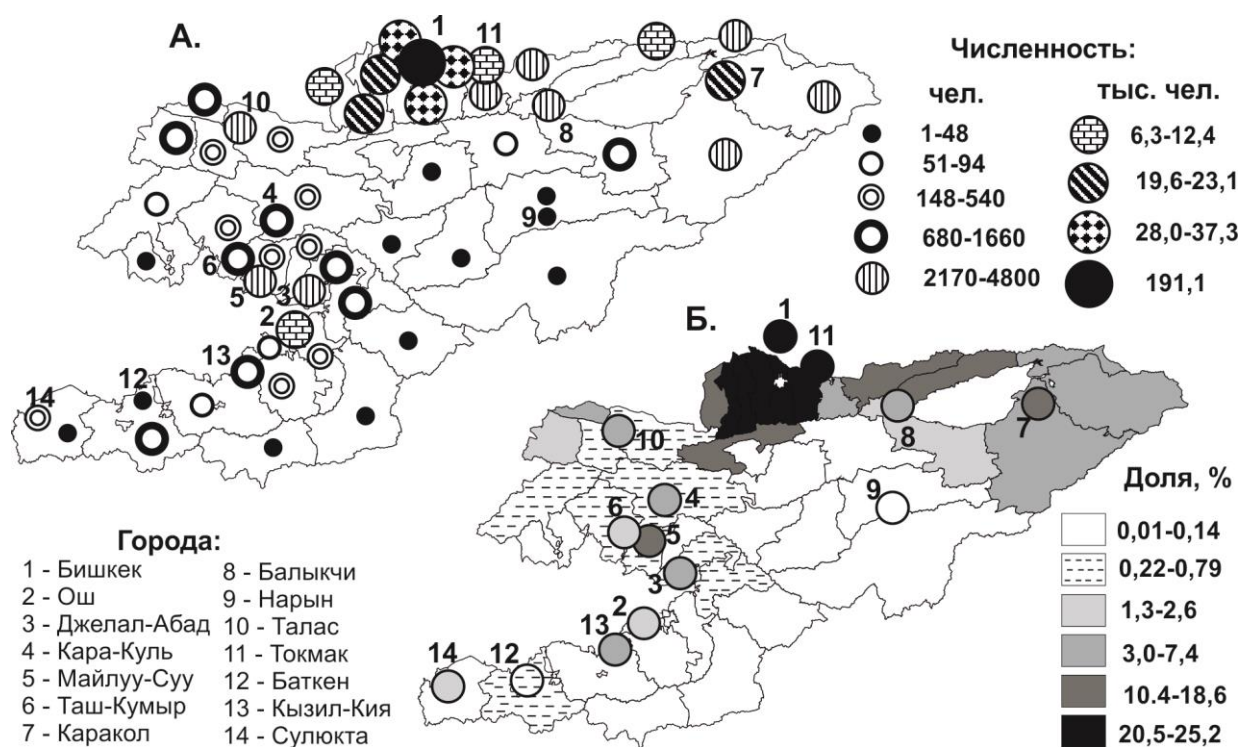 А.
1
11
10
7
8
4
9
6
5
3
2
13
12
14
Численность:
чел.
1-48
51-94
148-540
680-1660
2170-4800
тыс. чел.
6,3-12,4
19,6-23,1
28,0-37,3
191,1
Б.
1
11
10
8
7
4
9
6
5
3
2
13
12
14
Доля, %
0,01-0,14
0,22-0,79
1,3-2,6
3,0-7,4
10.4-18,6
20,5-25,2
Города:
1 - Бишкек
2 - Ош
3 - Джелал-Абад
4 - Кара-Куль
5 - Майлуу-Суу
6 - Таш-Кумыр
7 - Каракол
8 - Балыкчи
9 - Нарын
10 - Талас
11 - Токмак
12 - Баткен
13 - Кызил-Кия
14 - Сулюкта